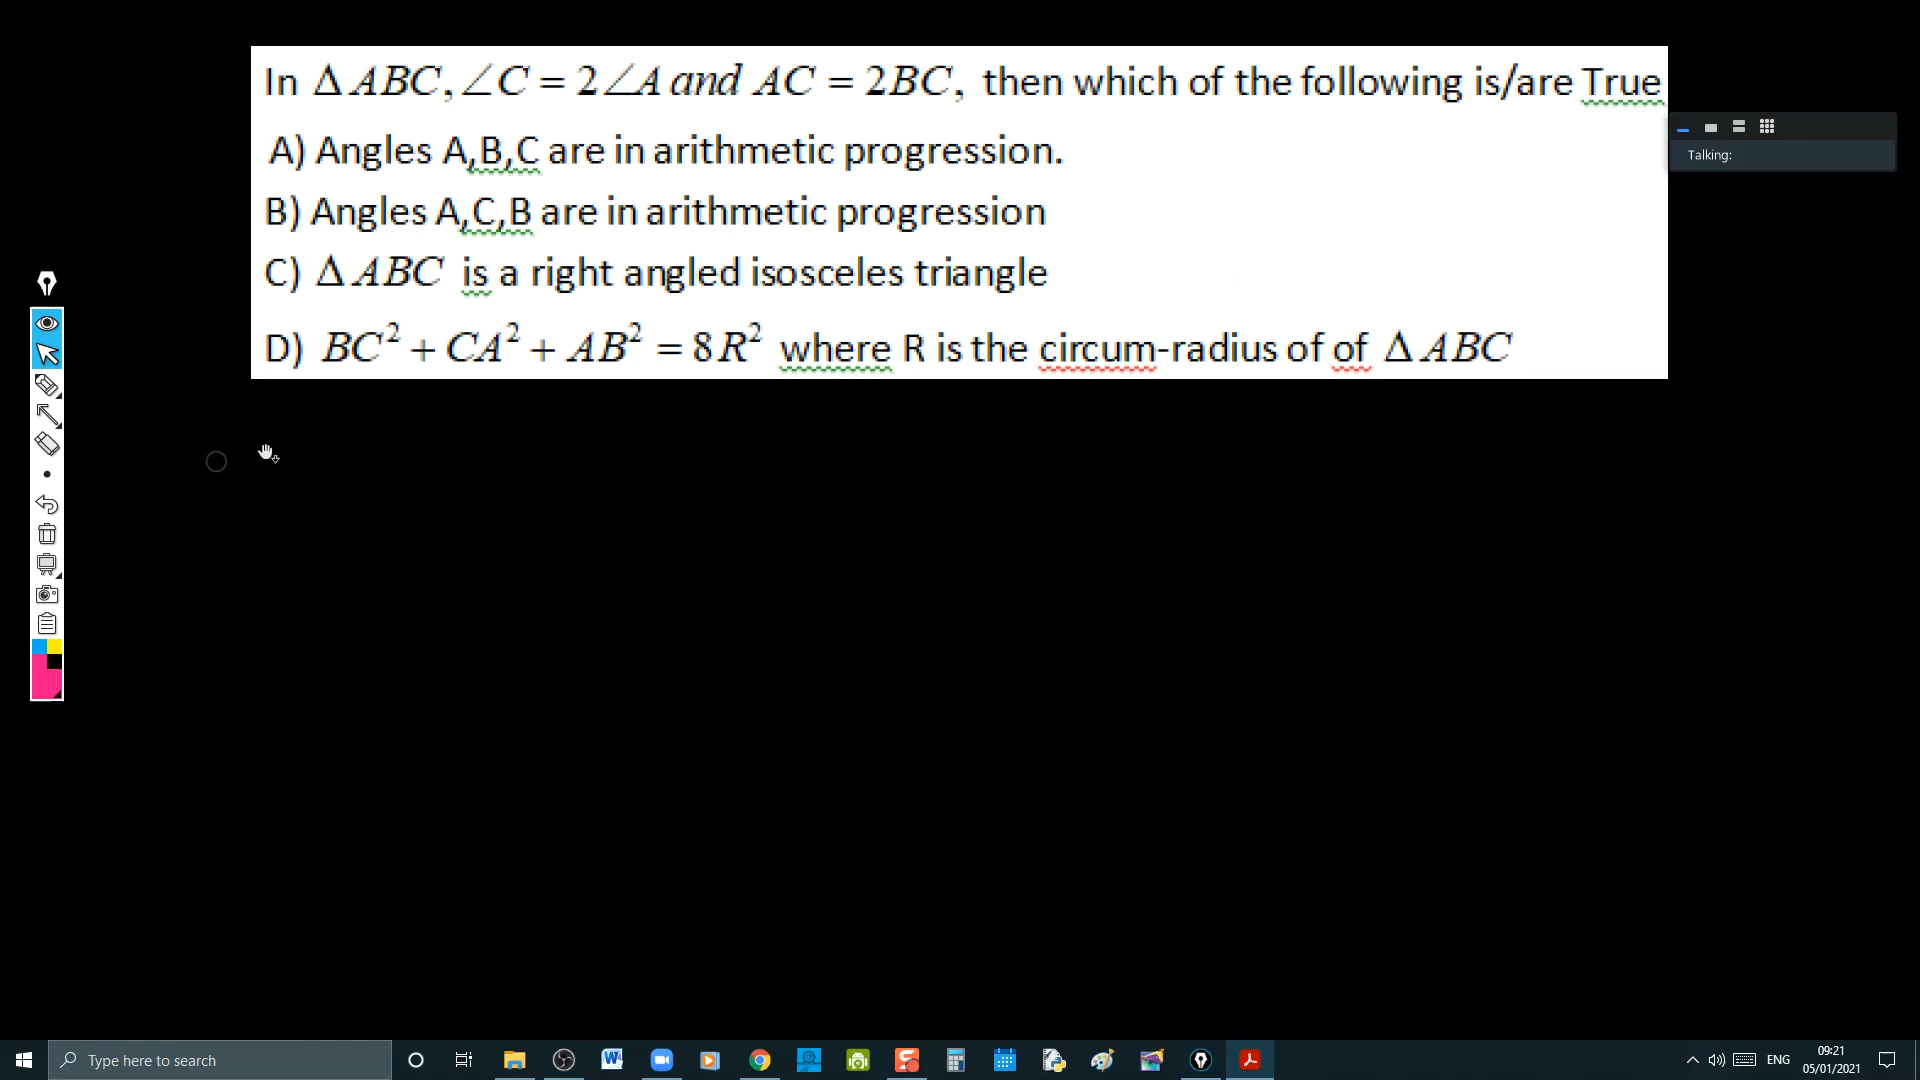 In ΔABC, ∠C = 2∠A and AC = 2BC, then which of the following is/are True
Talking:
A) Angles A,B,C are in arithmetic progression.
B) Angles A,C,B are in arithmetic progression
C) ΔABC is a right angled isosceles triangle
D) BC² + CA² + AB² = 8R² where R is the circum-radius of of ΔABC
Type here to search
ENG
09:21
05/01/2021